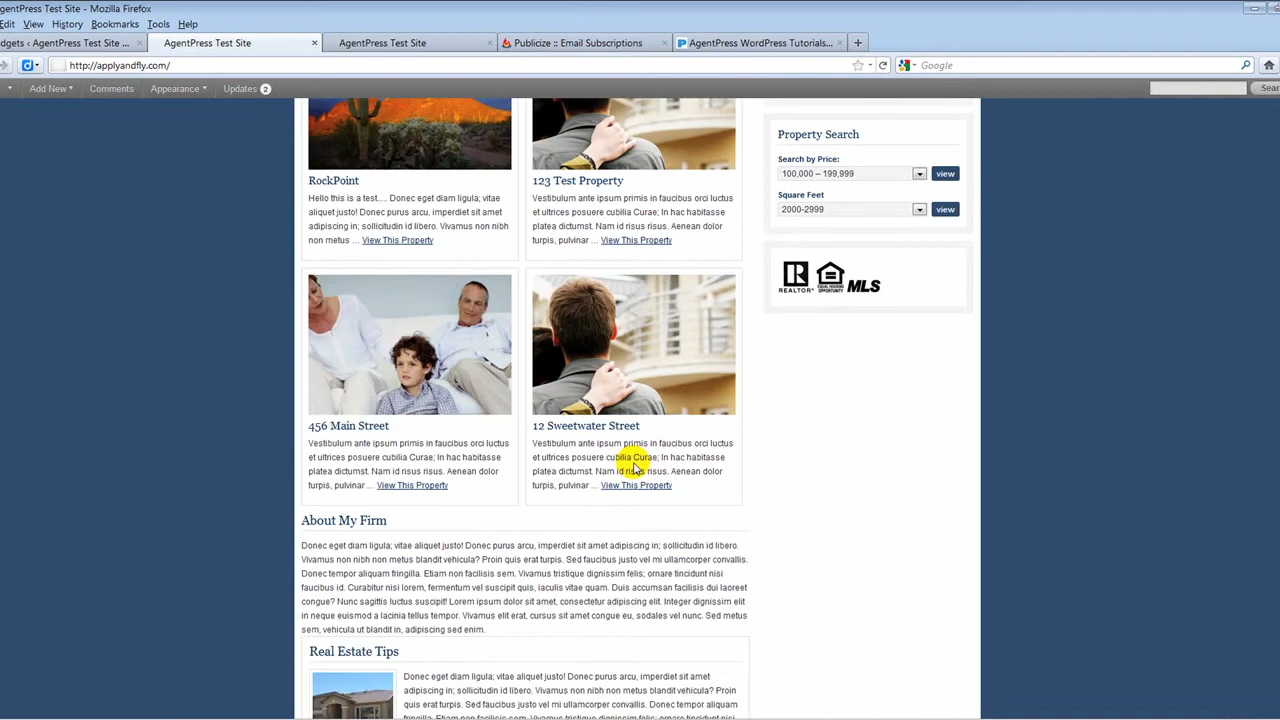 AgentPress Test Site - Mozilla Firefox
Edit View History Bookmarks Tools Help
dgets ‹ AgentPress Test Site ...
AgentPress Test Site
AgentPress Test Site
Publicize :: Email Subscriptions
AgentPress WordPress Tutorials...
http://applyandfly.com/
Google
Add New
Comments
Appearance
Updates 2
Sear
RockPoint
Hello this is a test.... Donec eget diam ligula; vitae
aliquet justo! Donec purus arcu, imperdiet sit amet
adipiscing in; sollicitudin id libero. Vivamus non nibh
non metus ... View This Property
123 Test Property
Vestibulum ante ipsum primis in faucibus orci luctus
et ultrices posuere cubilia Curae; In hac habitasse
platea dictumst. Nam id risus risus. Aenean dolor
turpis, pulvinar ... View This Property
456 Main Street
Vestibulum ante ipsum primis in faucibus orci luctus
et ultrices posuere cubilia Curae; In hac habitasse
platea dictumst. Nam id risus risus. Aenean dolor
turpis, pulvinar ... View This Property
12 Sweetwater Street
Vestibulum ante ipsum primis in faucibus orci luctus
et ultrices posuere cubilia Curae; In hac habitasse
platea dictumst. Nam id risus risus. Aenean dolor
turpis, pulvinar ... View This Property
About My Firm
Donec eget diam ligula; vitae aliquet justo! Donec purus arcu, imperdiet sit amet adipiscing in; sollicitudin id libero.
Vivamus non nibh non metus blandit vehicula? Proin quis erat turpis. Sed faucibus justo vel mi ullamcorper convallis.
Donec tempor aliquam fringilla. Etiam non facilisis sem. Vivamus tristique dignissim felis; ornare tincidunt nisi
faucibus id. Curabitur nisi lorem, fermentum vel suscipit quis, iaculis vitae quam. Duis accumsan facilisis dui laoreet
congue? Nunc sagittis luctus suscipit! Lorem ipsum dolor sit amet, consectetur adipiscing elit. Integer dignissim elit
in neque euismod a lacinia tellus tempor. Vivamus elit erat, cursus sit amet congue eu, sodales vel nunc. Sed metus
sem, vehicula ut blandit in, adipiscing sed enim.
Real Estate Tips
Donec eget diam ligula; vitae aliquet justo! Donec purus arcu, imperdiet sit amet
adipiscing in; sollicitudin id libero. Vivamus non nibh non metus blandit vehicula? Proin
quis erat turpis. Sed faucibus justo vel mi ullamcorper convallis. Donec tempor aliquam
Property Search
Search by Price:
100,000 – 199,999 view
Square Feet
2000-2999 view
REALTOR® EQUAL HOUSING OPPORTUNITY MLS